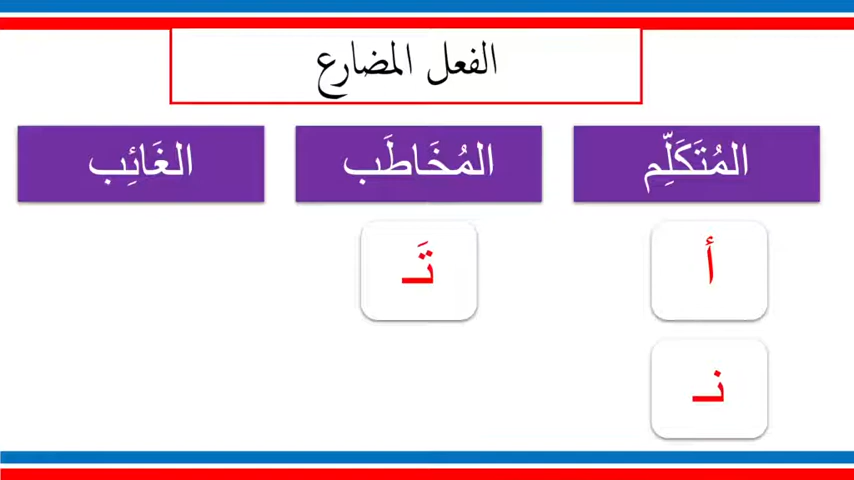 الفعل المضارع
المُتَكَلِّم
المُخَاطَب
الغَائِب
أ
تَـ
نـ